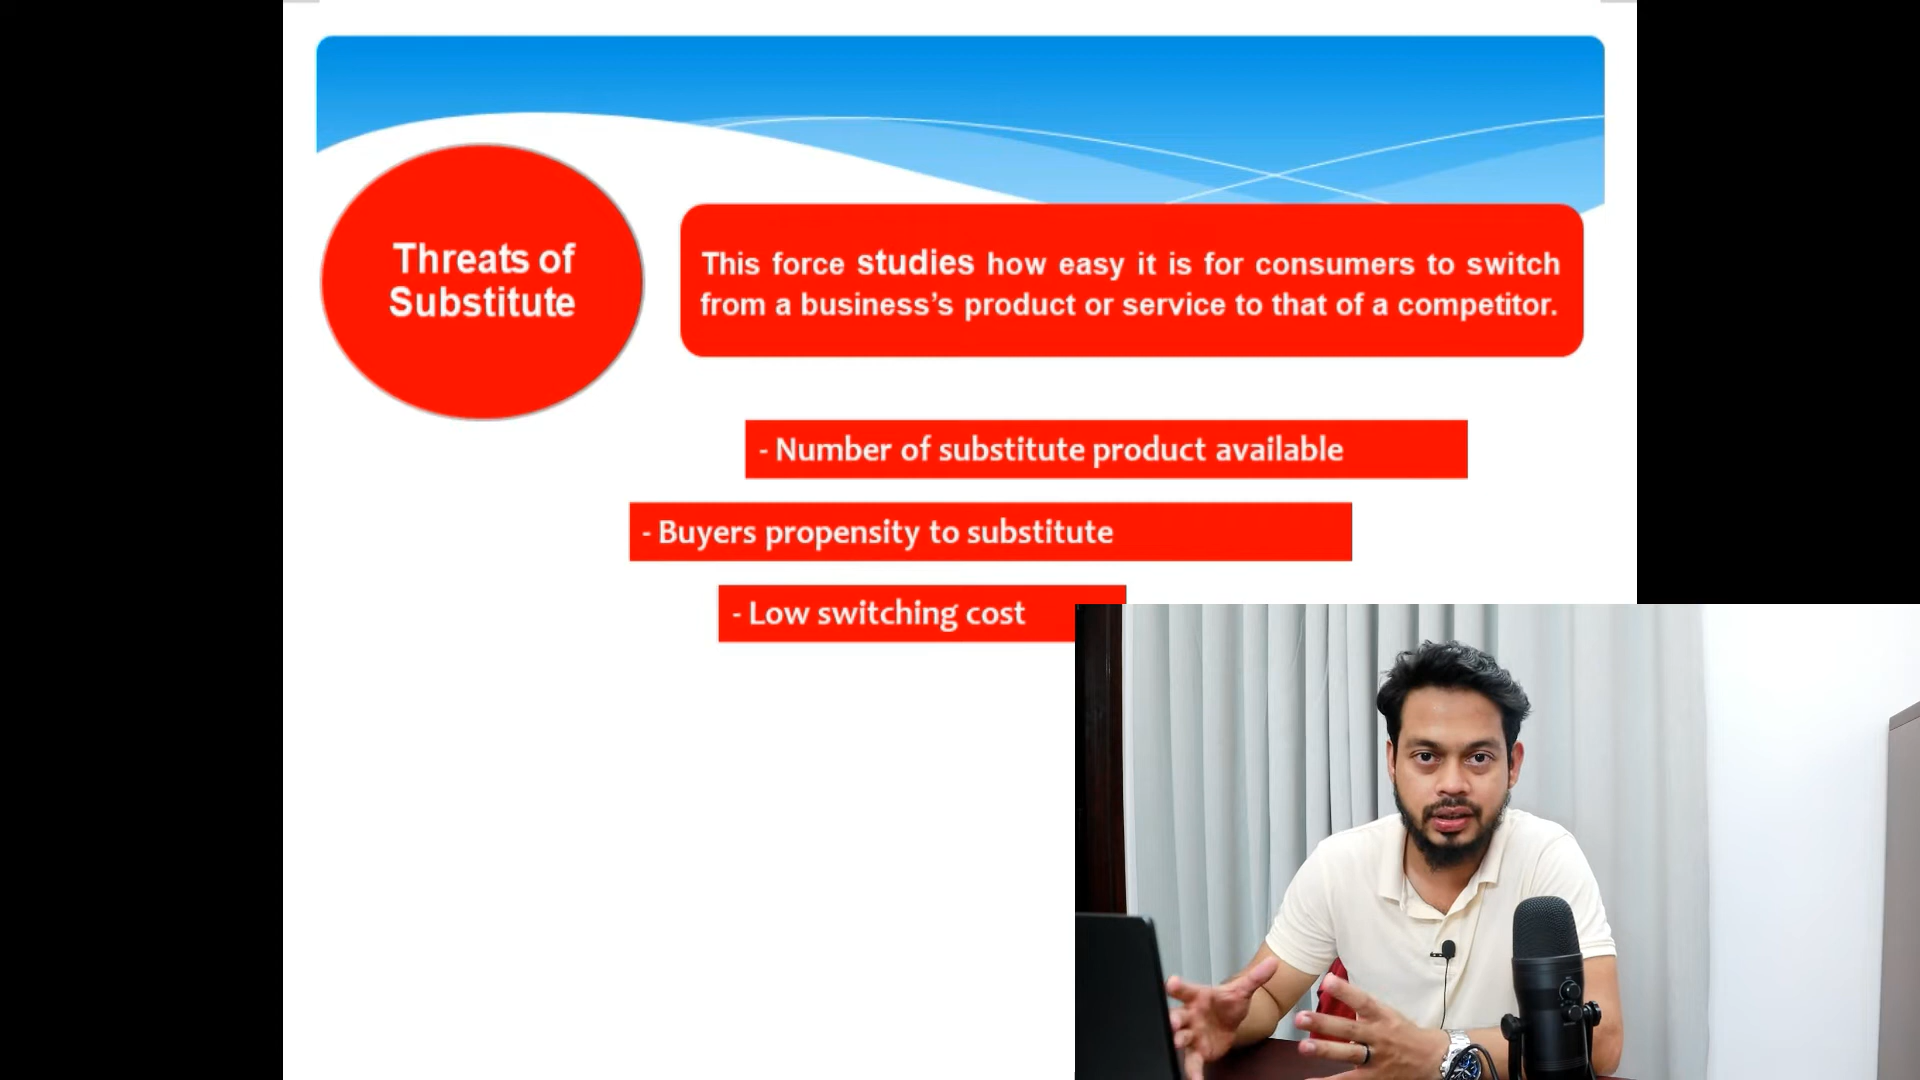 Threats of
Substitute
This force studies how easy it is for consumers to switch
from a business’s product or service to that of a competitor.
- Number of substitute product available
- Buyers propensity to substitute
- Low switching cost